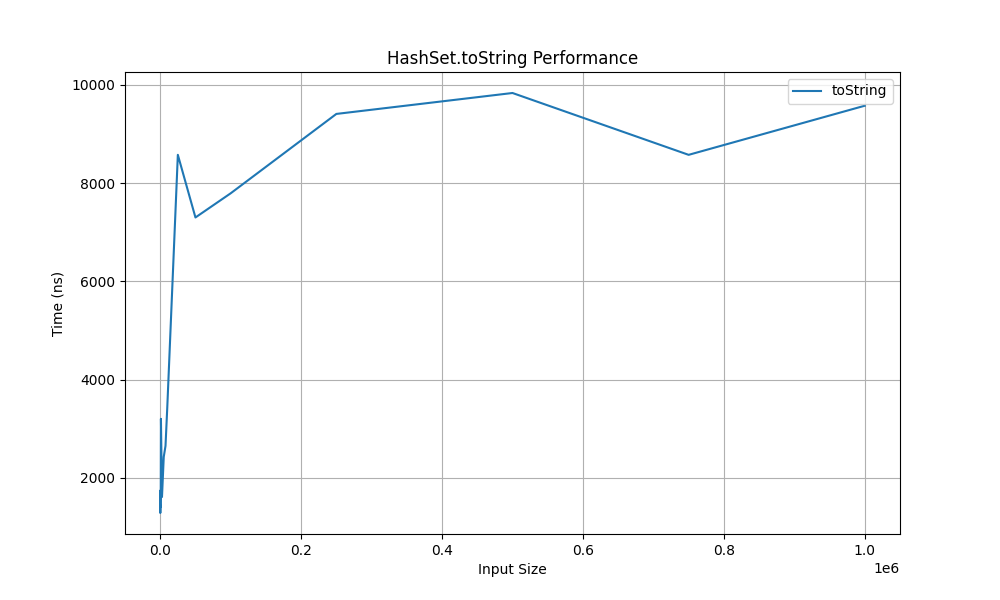 HashSet.toString Performance
toString
Time (ns)
10000
8000
6000
4000
2000
0.0 0.2 0.4 0.6 0.8 1.0
1e6
Input Size